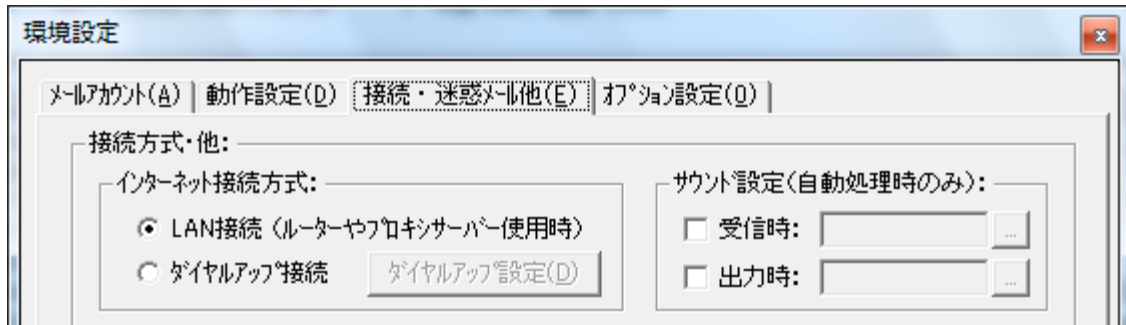 環境設定
ﾒｰﾙｱｶｳﾝﾄ(A) 動作設定(D) 接続・迷惑ﾒｰﾙ他(E) ｵﾌﾟｼｮﾝ設定(O)
接続方式･他:
ｲﾝﾀｰﾈｯﾄ接続方式: ｻｳﾝﾄﾞ設定(自動処理時のみ):
LAN接続 (ﾙｰﾀｰやﾌﾟﾛｷｼｻｰﾊﾞｰ使用時) 受信時: ...
ﾀﾞｲﾔﾙｱｯﾌﾟ接続 ﾀﾞｲﾔﾙｱｯﾌﾟ設定(D) 出力時: ...